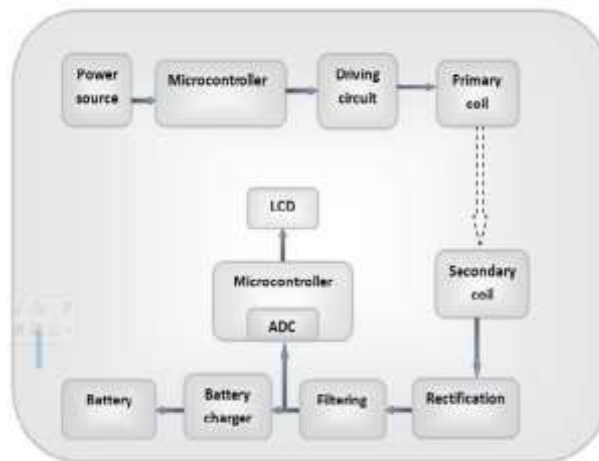 Power
source
Microcontroller
Driving
circuit
Primary
coil
LCD
Microcontroller
ADC
Secondary
coil
Battery
Battery
charger
Filtering
Rectification